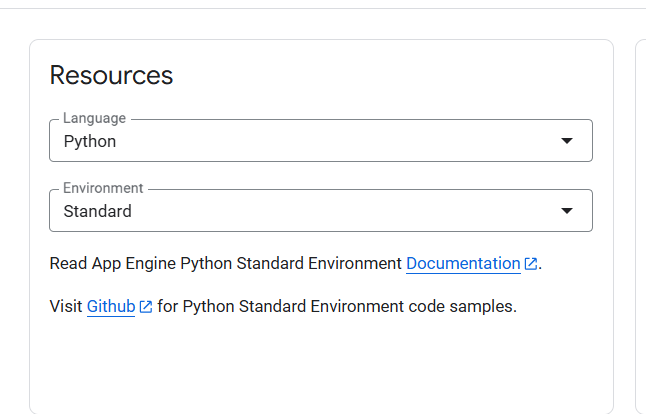 Resources
Language
Python
Environment
Standard
Read App Engine Python Standard Environment Documentation.
Visit Github for Python Standard Environment code samples.